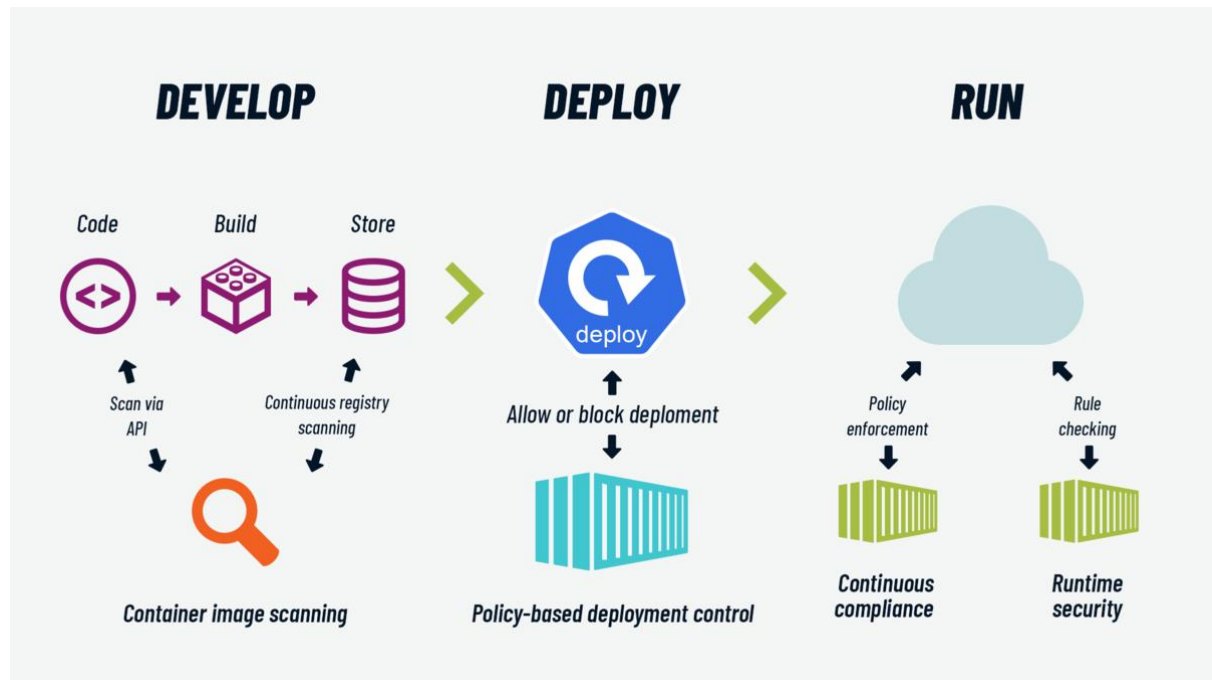 DEVELOP
DEPLOY
RUN
Code
Build
Store
deploy
Scan via
API
Continuous registry
scanning
Allow or block deploment
Policy
enforcement
Rule
checking
Container image scanning
Policy-based deployment control
Continuous
compliance
Runtime
security